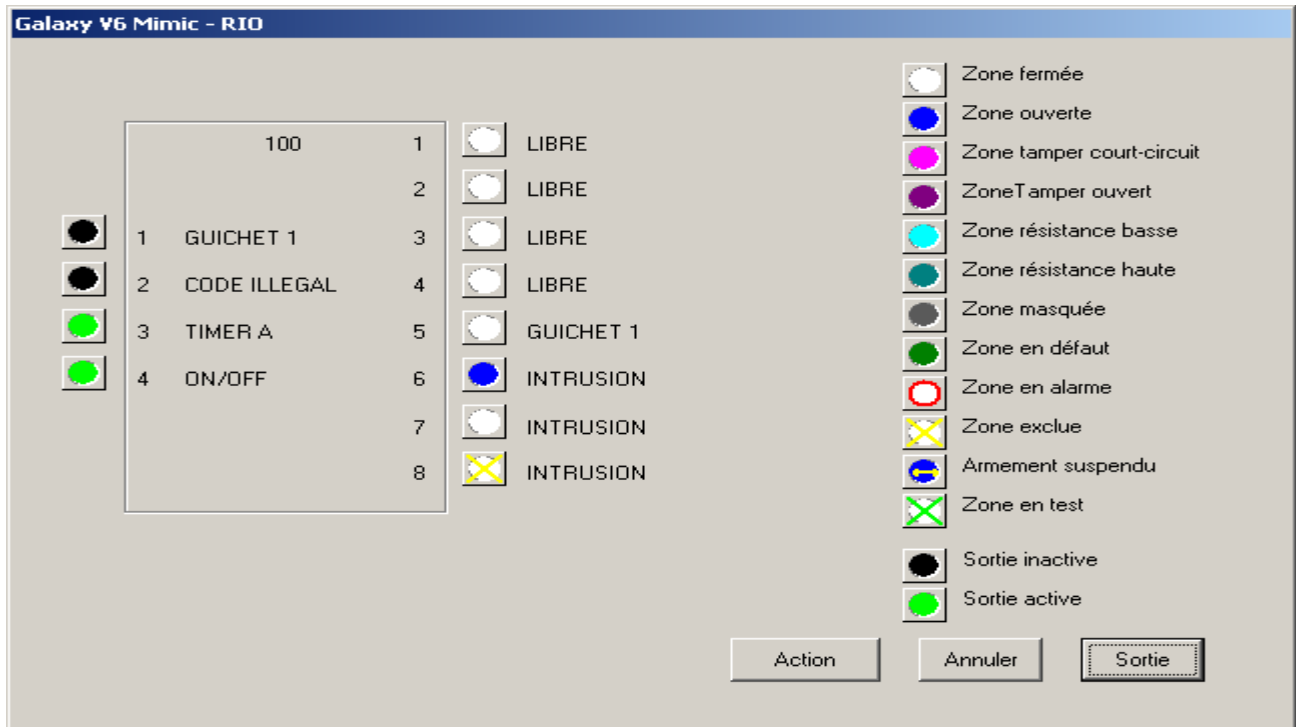 Galaxy V6 Mimic - RIO
100
1 LIBRE
2 LIBRE
1 GUICHET 1 3 LIBRE
2 CODE ILLEGAL 4 LIBRE
3 TIMER A 5 GUICHET 1
4 ON/OFF 6 INTRUSION
7 INTRUSION
8 INTRUSION
Zone fermée
Zone ouverte
Zone tamper court-circuit
ZoneTamper ouvert
Zone résistance basse
Zone résistance haute
Zone masquée
Zone en défaut
Zone en alarme
Zone exclue
Armement suspendu
Zone en test
Sortie inactive
Sortie active
Action Annuler Sortie